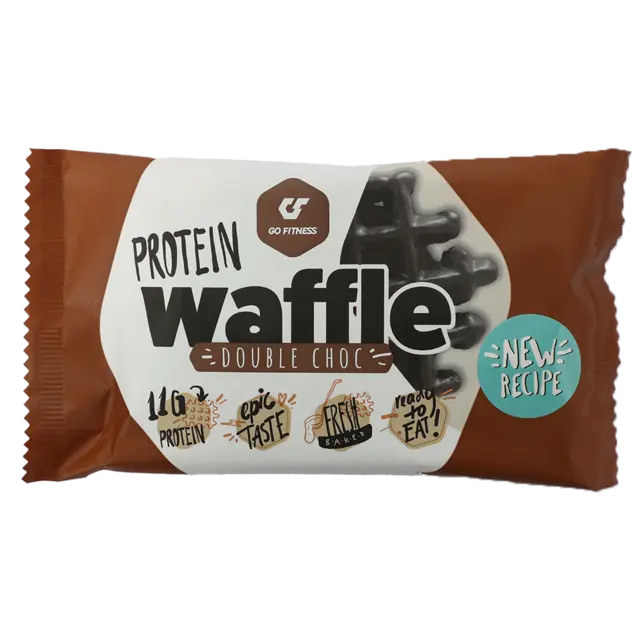 GO FITNESS
PROTEIN
waffle
DOUBLE CHOC
NEW
RECIPE
11G
PROTEIN
epic
TASTE
FRESH
BAKED
ready
to
EAT!